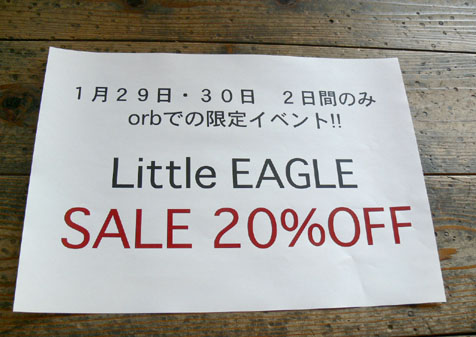 １月２９日・３０日　２日間のみ
orbでの限定イベント!!
Little EAGLE
SALE 20%OFF